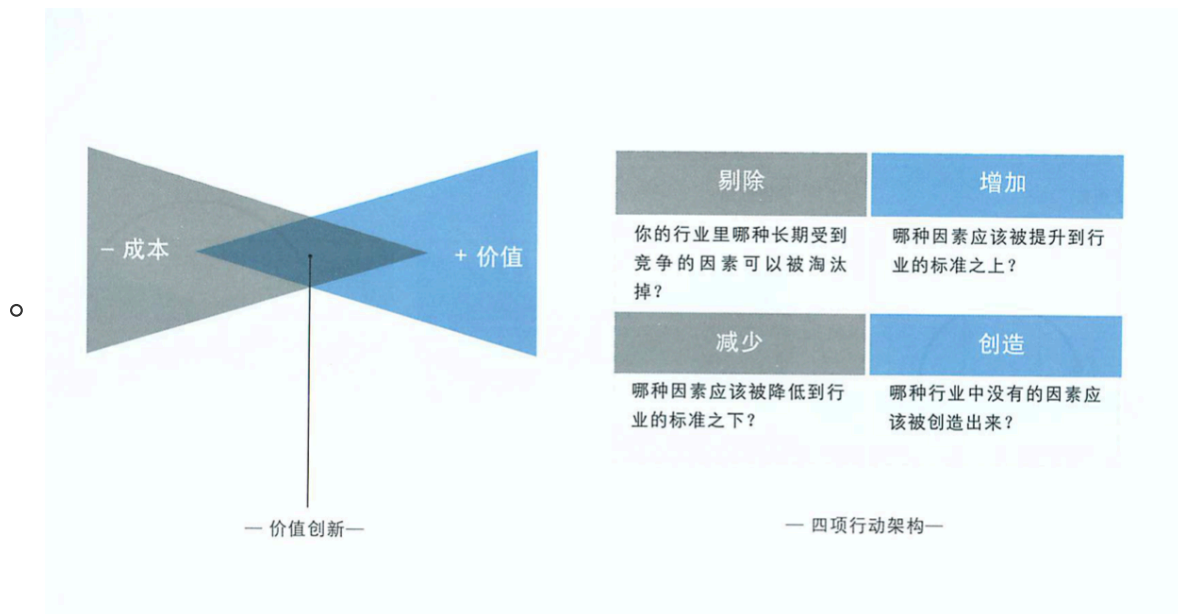 - 成本
+ 价值
— 价值创新—
剔除
你的行业里哪种长期受到
竞争的因素可以被淘汰
掉？
增加
哪种因素应该被提升到行
业的标准之上？
减少
哪种因素应该被降低到行
业的标准之下？
创造
哪种行业中没有的因素应
该被创造出来？
— 四项行动架构—